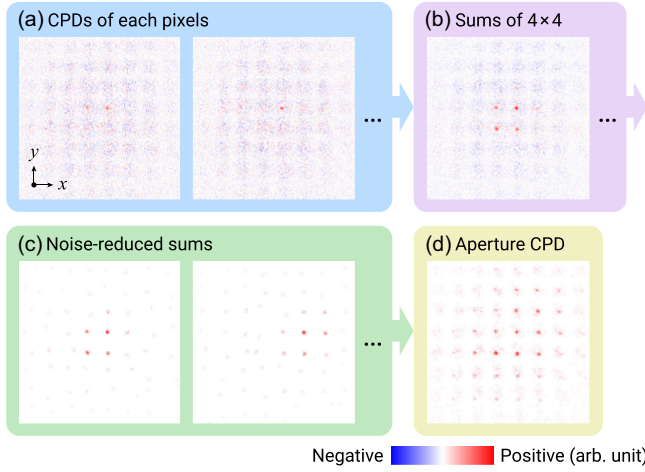 (a) CPDs of each pixels
(b) Sums of 4×4
y
x
...
...
(c) Noise-reduced sums
(d) Aperture CPD
...
Negative
Positive (arb. unit)